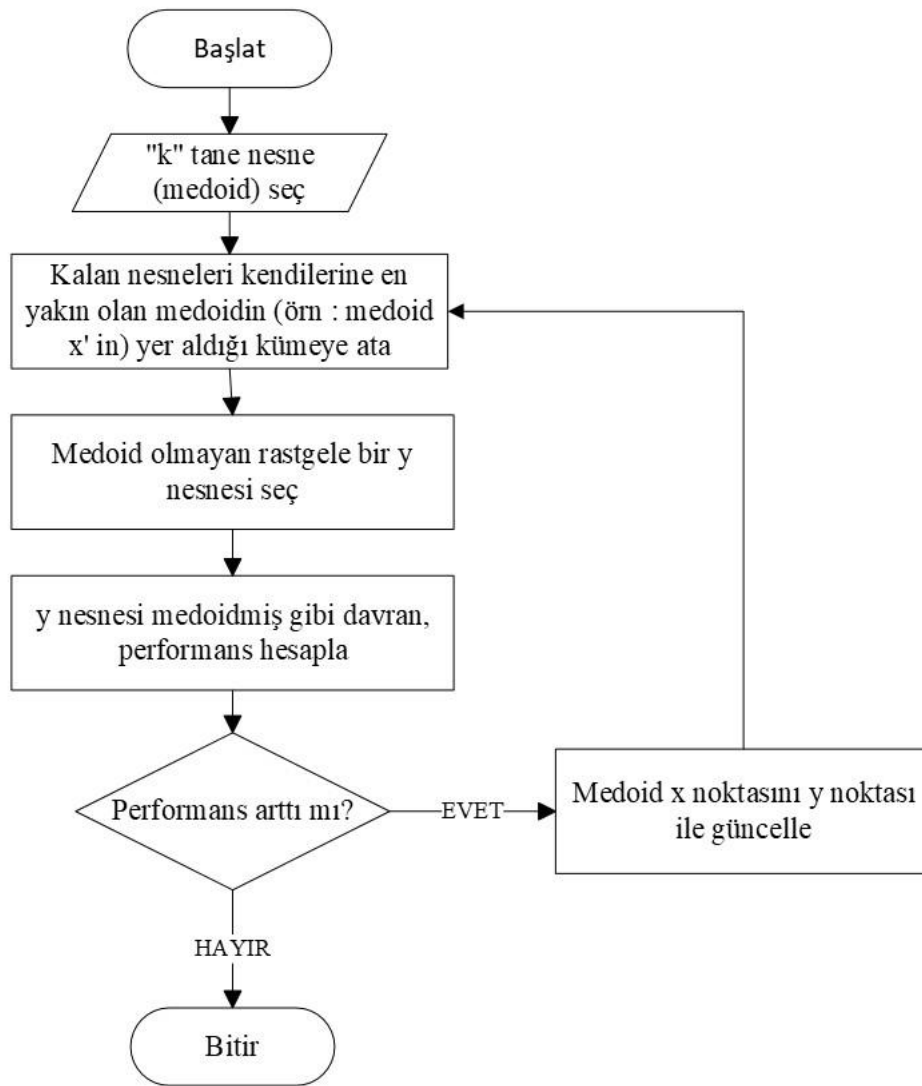 Başlat
"k" tane nesne
(medoid) seç
Kalan nesneleri kendilerine en
yakın olan medoidin (örn : medoid
x' in) yer aldığı kümeye ata
Medoid olmayan rastgele bir y
nesnesi seç
y nesnesi medoidmiş gibi davran,
performans hesapla
Performans arttı mı?
EVET
Medoid x noktasını y noktası
ile güncelle
HAYIR
Bitir